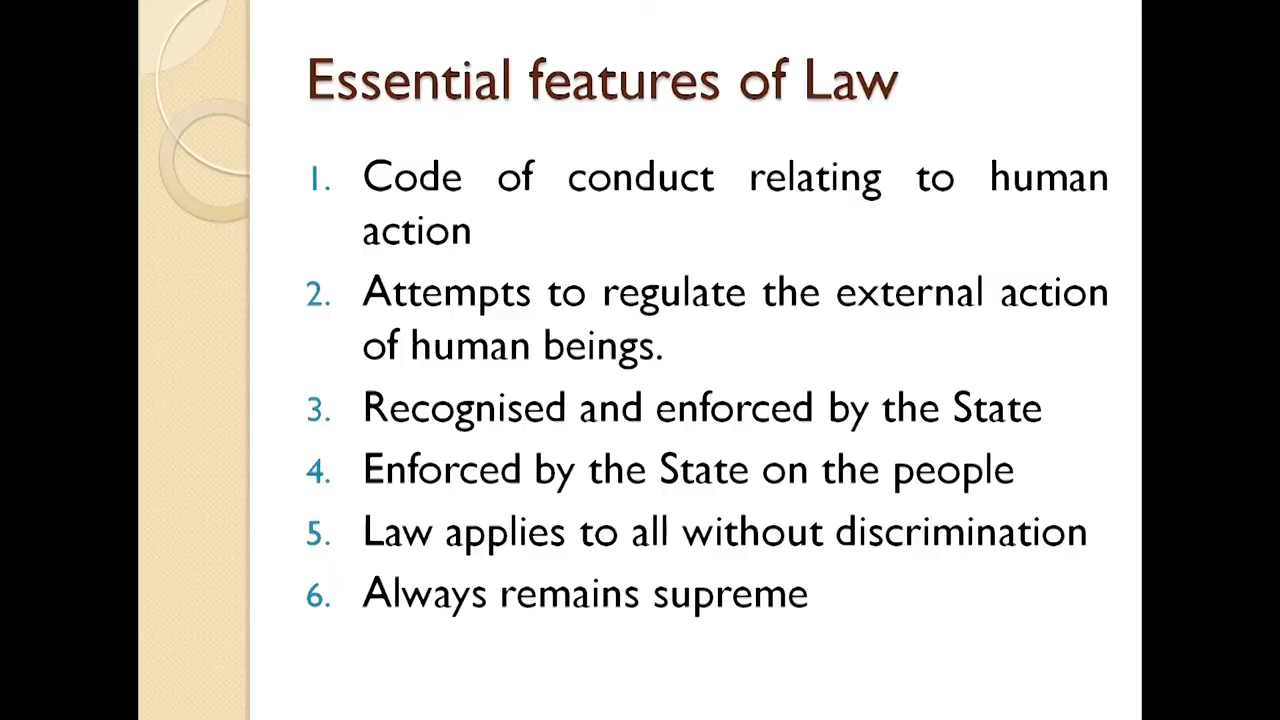 Essential features of Law
1. Code of conduct relating to human
action
2. Attempts to regulate the external action
of human beings.
3. Recognised and enforced by the State
4. Enforced by the State on the people
5. Law applies to all without discrimination
6. Always remains supreme